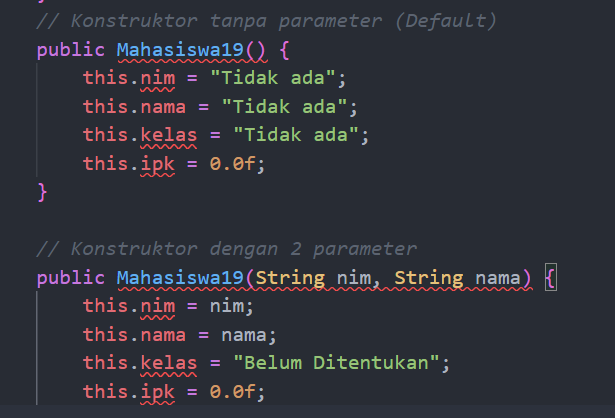 // Konstruktor tanpa parameter (Default)
public Mahasiswa19() {
this.nim = "Tidak ada";
this.nama = "Tidak ada";
this.kelas = "Tidak ada";
this.ipk = 0.0f;
}
// Konstruktor dengan 2 parameter
public Mahasiswa19(String nim, String nama) {
this.nim = nim;
this.nama = nama;
this.kelas = "Belum Ditentukan";
this.ipk = 0.0f;